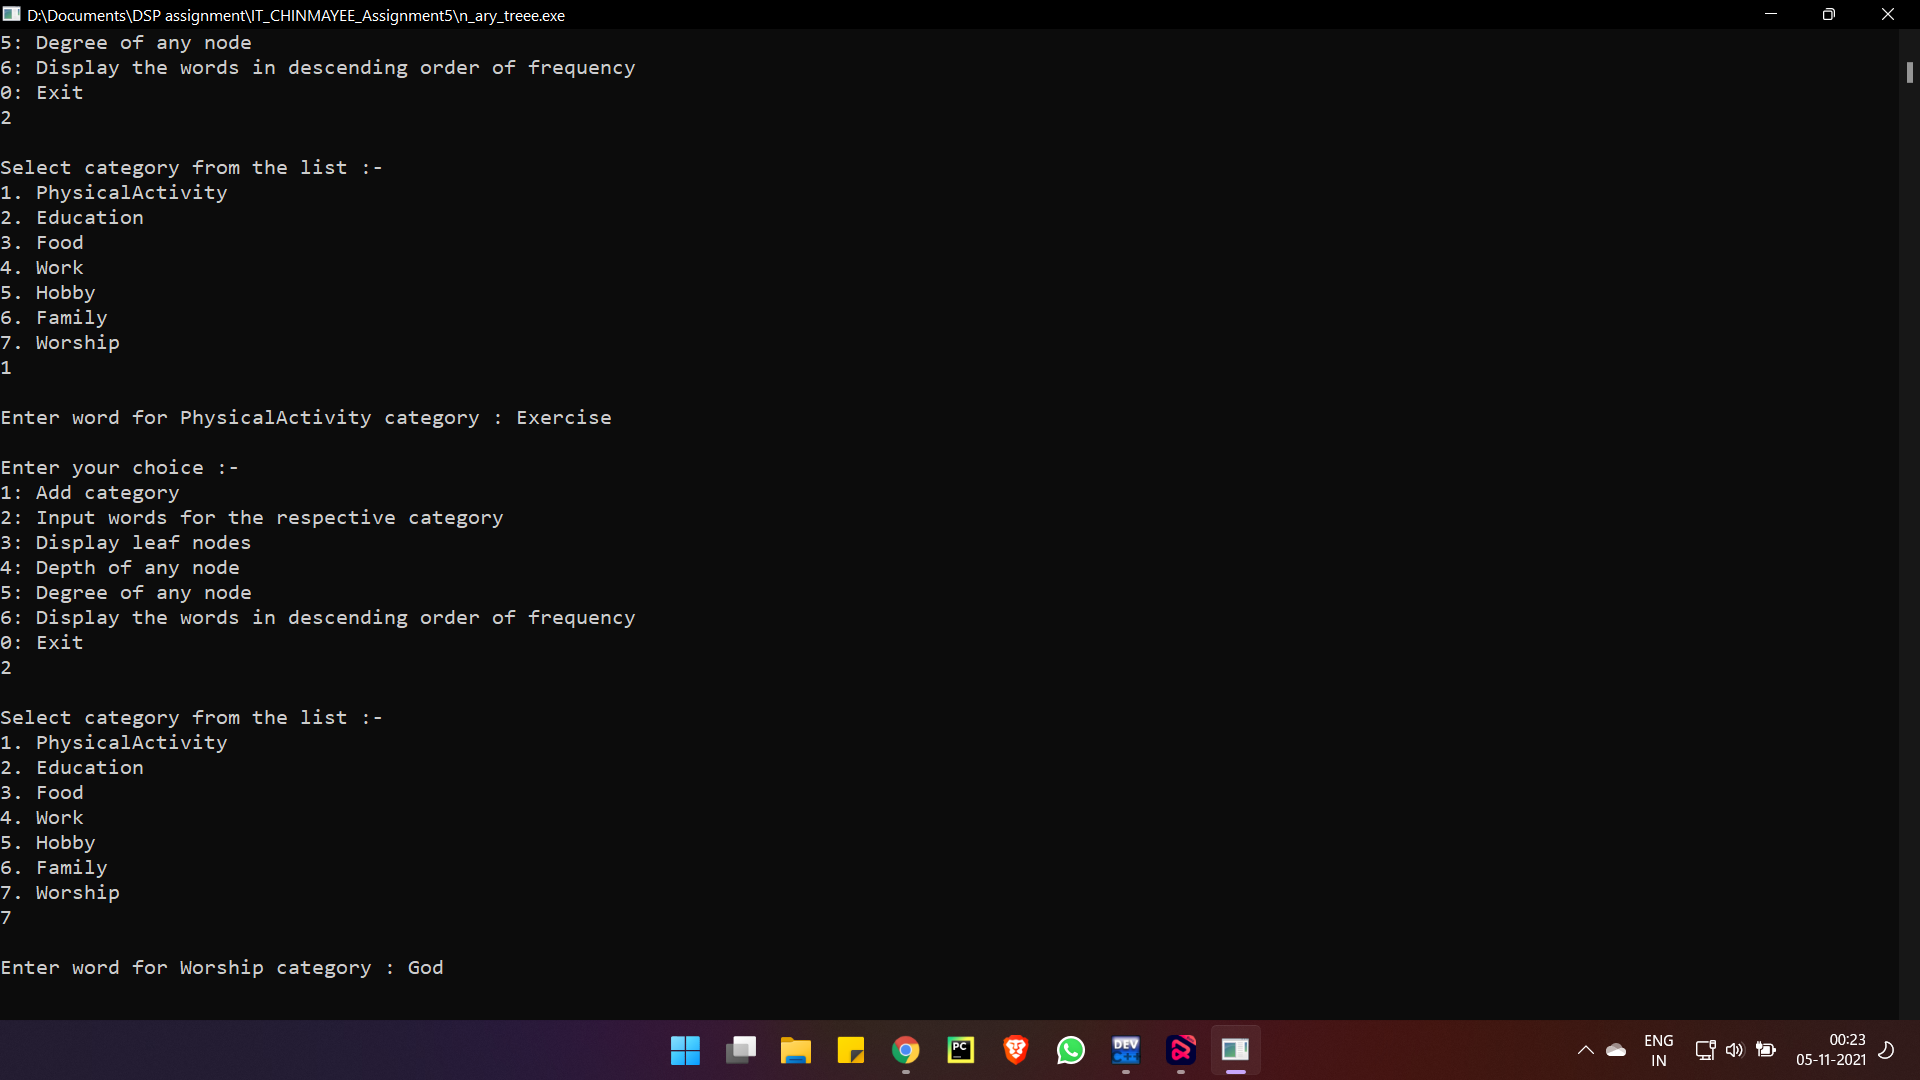 D:\Documents\DSP assignment\IT_CHINMAYEE_Assignment5\n_ary_treee.exe
5: Degree of any node
6: Display the words in descending order of frequency
0: Exit
2
Select category from the list :-
1. PhysicalActivity
2. Education
3. Food
4. Work
5. Hobby
6. Family
7. Worship
1
Enter word for PhysicalActivity category : Exercise
Enter your choice :-
1: Add category
2: Input words for the respective category
3: Display leaf nodes
4: Depth of any node
5: Degree of any node
6: Display the words in descending order of frequency
0: Exit
2
Select category from the list :-
1. PhysicalActivity
2. Education
3. Food
4. Work
5. Hobby
6. Family
7. Worship
7
Enter word for Worship category : God
PC
DEV
ENG
IN
00:23
05-11-2021